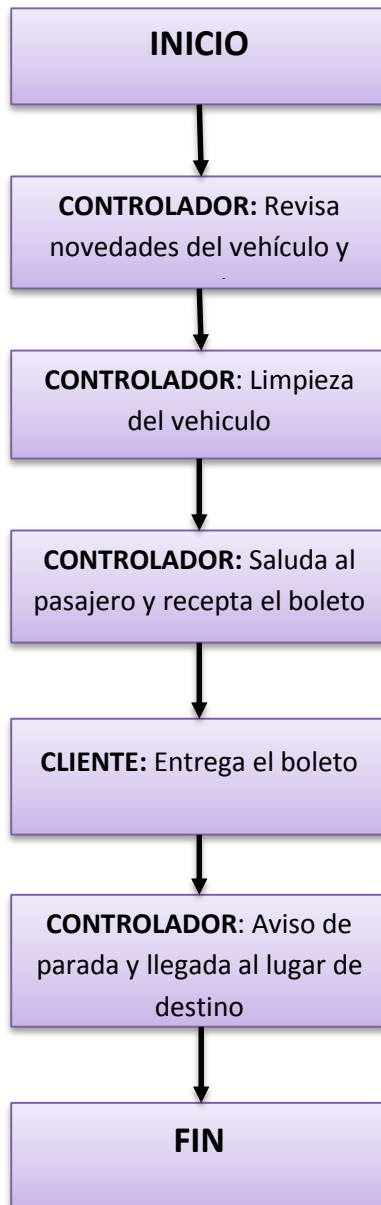 INICIO
CONTROLADOR: Revisa
novedades del vehículo y
CONTROLADOR: Limpieza
del vehiculo
CONTROLADOR: Saluda al
pasajero y recepta el boleto
CLIENTE: Entrega el boleto
CONTROLADOR: Aviso de
parada y llegada al lugar de
destino
FIN